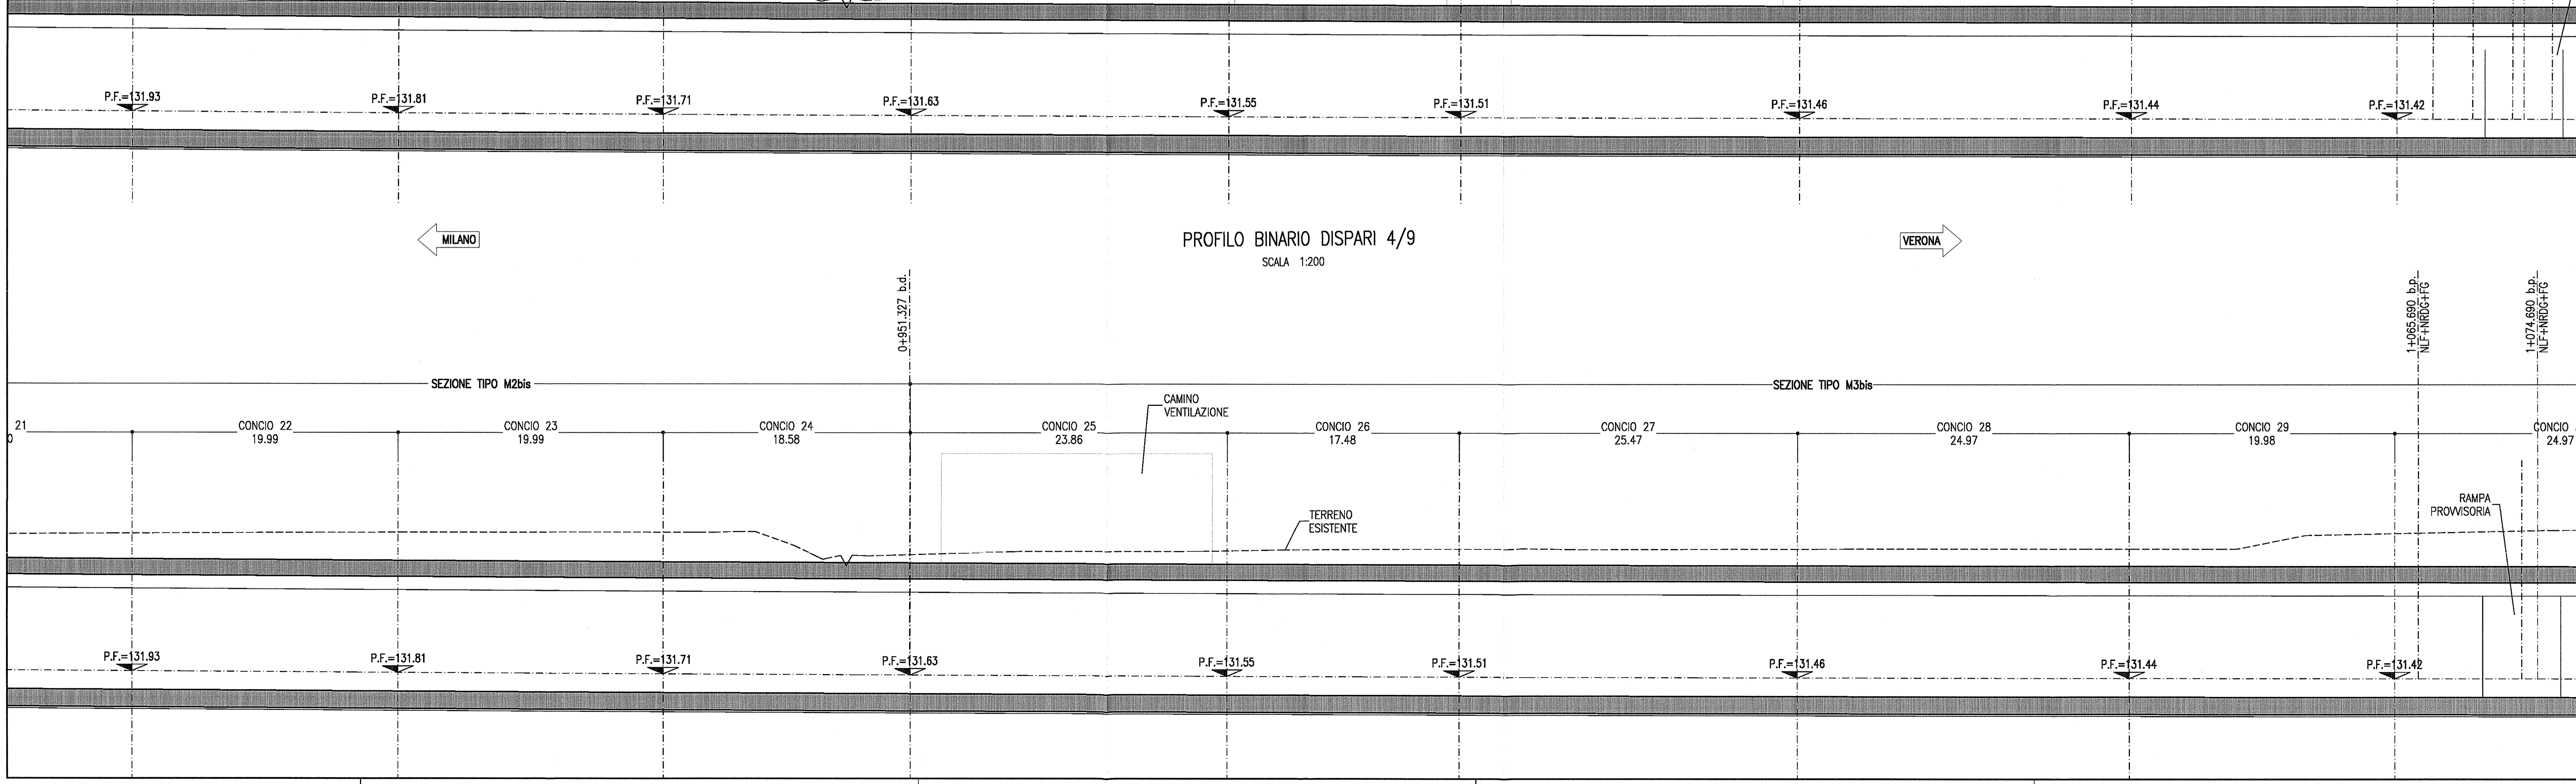 P.F.=131.93
P.F.=131.81
P.F.=131.71
P.F.=131.63
P.F.=131.55
P.F.=131.51
P.F.=131.46
P.F.=131.44
P.F.=131.42
MILANO
PROFILO BINARIO DISPARI 4/9
SCALA 1:200
VERONA
0+951.327 b.d.
1+065.690 b.p.
NLF+NRDG+FG
1+074.690 b.p.
NLF+NRDG+FG
SEZIONE TIPO M2bis
SEZIONE TIPO M3bis
CAMINO
VENTILAZIONE
21
0
CONCIO 22
19.99
CONCIO 23
19.99
CONCIO 24
18.58
CONCIO 25
23.86
CONCIO 26
17.48
CONCIO 27
25.47
CONCIO 28
24.97
CONCIO 29
19.98
CONCIO
24.97
TERRENO
ESISTENTE
RAMPA
PROVVISORIA
P.F.=131.93
P.F.=131.81
P.F.=131.71
P.F.=131.63
P.F.=131.55
P.F.=131.51
P.F.=131.46
P.F.=131.44
P.F.=131.42